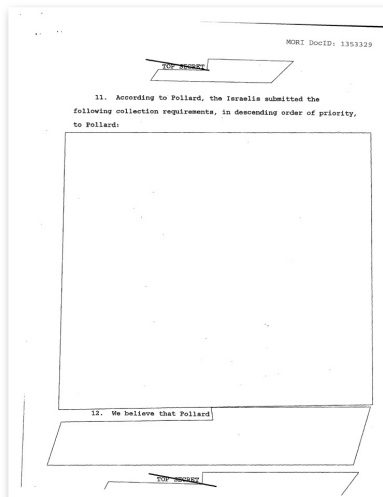 MORI DocID: 1353329
TOP SECRET
11. According to Pollard, the Israelis submitted the
following collection requirements, in descending order of priority,
to Pollard:
12. We believe that Pollard
TOP SECRET